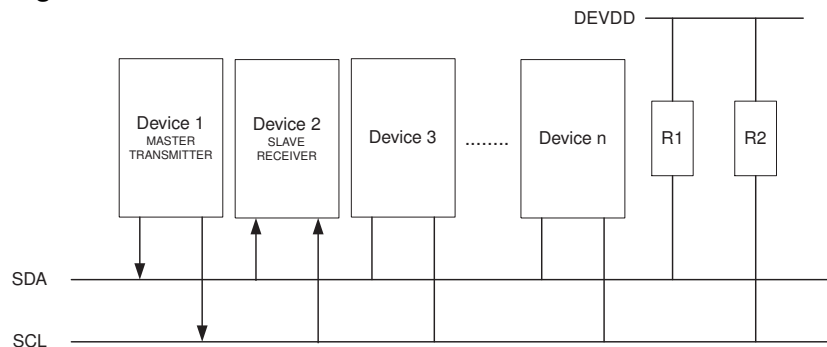 DEVDD
Device 1
MASTER
TRANSMITTER
Device 2
SLAVE
RECEIVER
Device 3
........
Device n
R1
R2
SDA
SCL